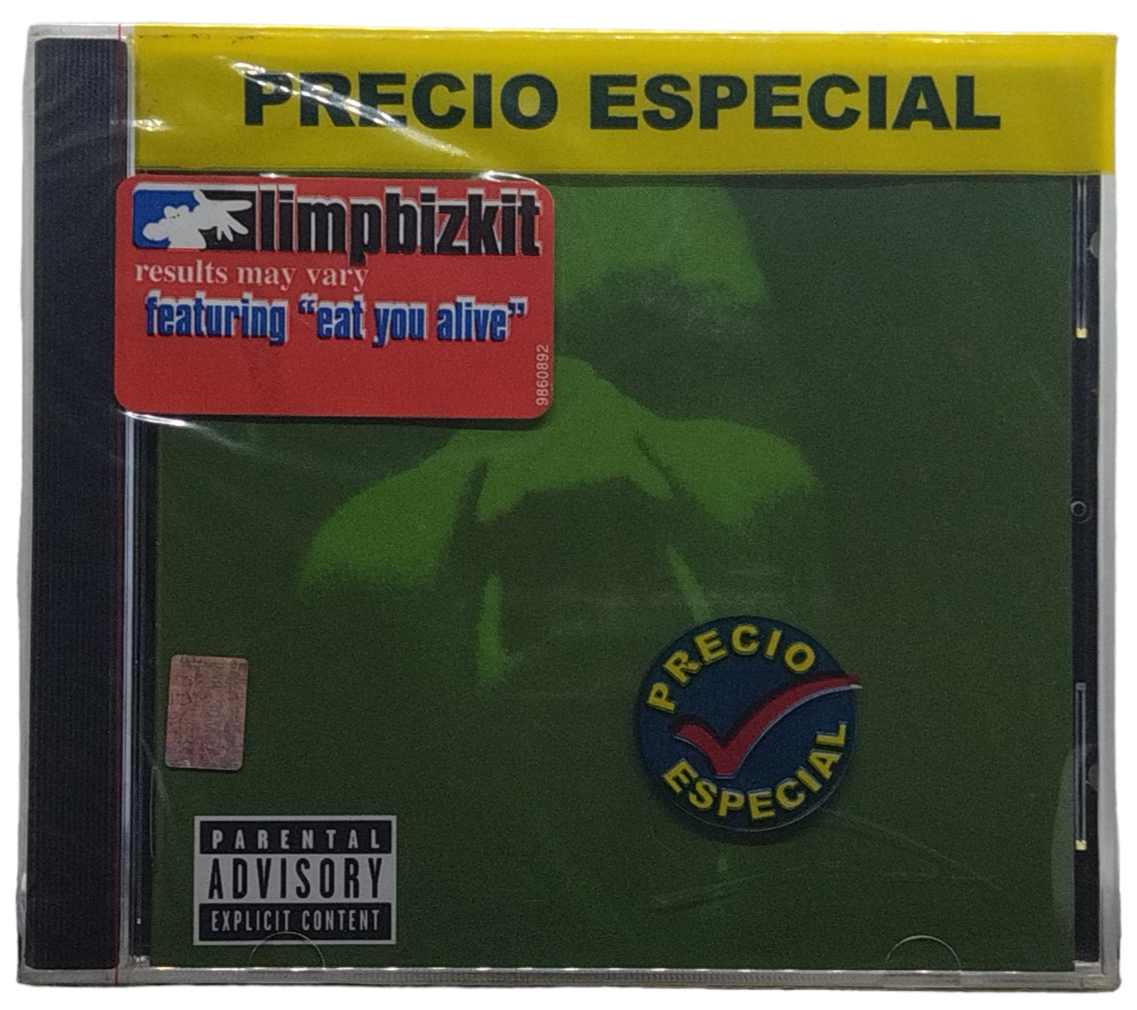 PRECIO ESPECIAL
limpbizkit
results may vary
featuring "eat you alive"
9860892
PRECIO
ESPECIAL
PARENTAL
ADVISORY
EXPLICIT CONTENT